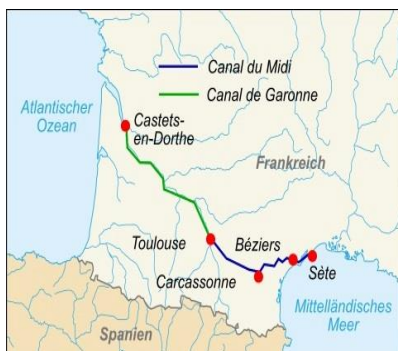 Canal du Midi
Canal de Garonne
Atlantischer
Ozean
Castets-
en-Dorthe
Frankreich
Toulouse
Béziers
Carcassonne
Sète
Mittelländisches
Meer
Spanien